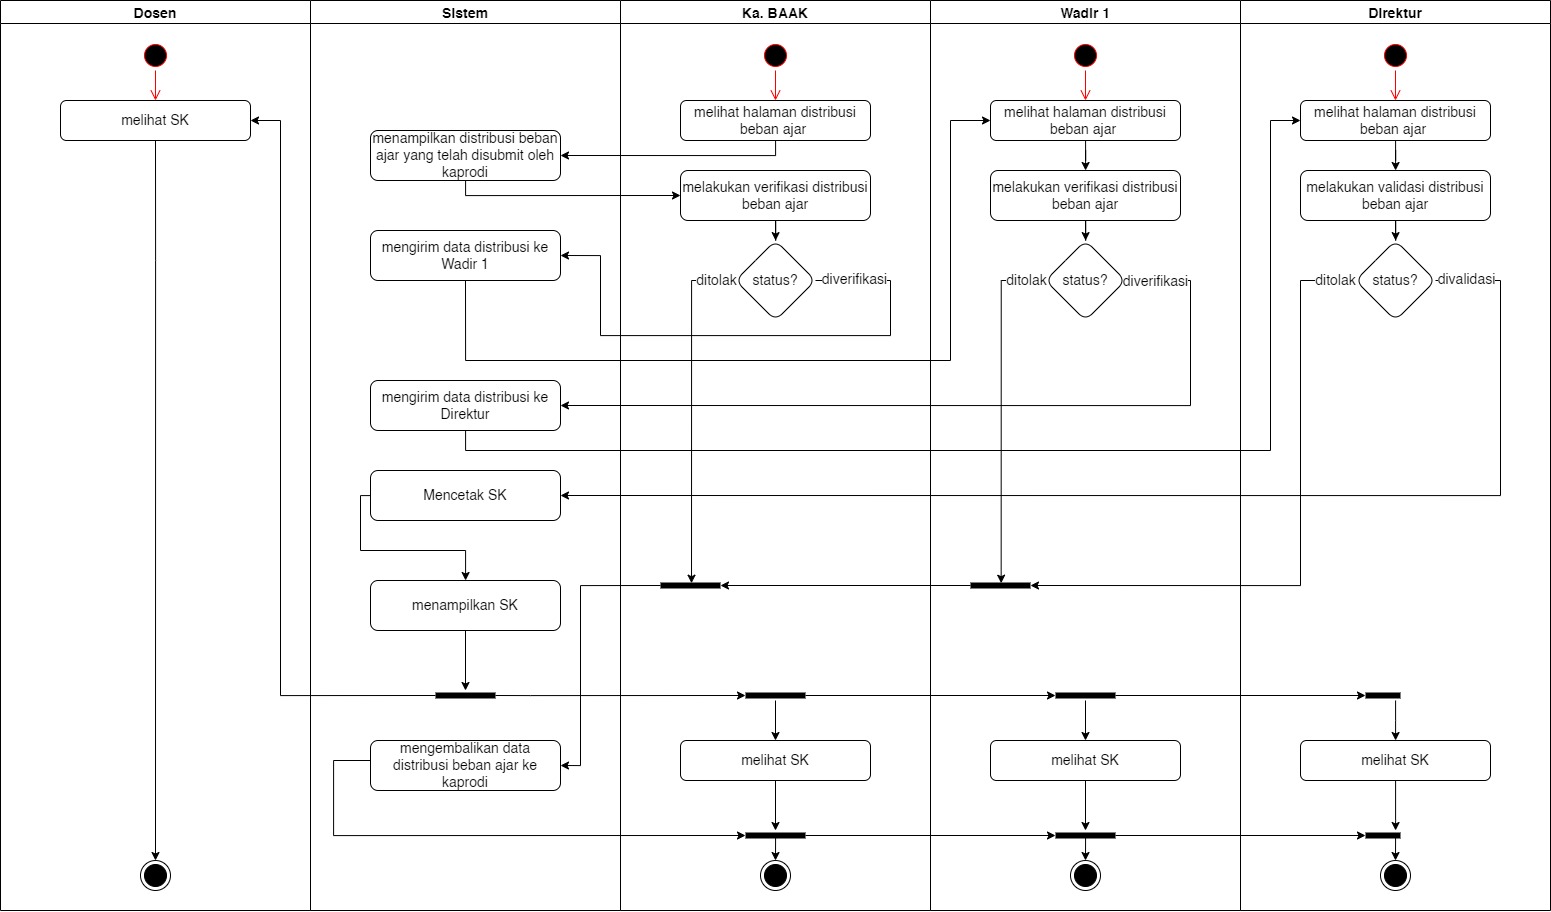 Dosen
Sistem
Ka. BAAK
Wadir 1
Direktur
melihat SK
menampilkan distribusi beban
ajar yang telah disubmit oleh
kaprodi
melihat halaman distribusi
beban ajar
melihat halaman distribusi
beban ajar
melihat halaman distribusi
beban ajar
melakukan verifikasi distribusi
beban ajar
melakukan verifikasi distribusi
beban ajar
melakukan validasi distribusi
beban ajar
mengirim data distribusi ke
Wadir 1
ditolak
status?
diverifikasi
ditolak
status?
diverifikasi
ditolak
status?
divalidasi
mengirim data distribusi ke
Direktur
Mencetak SK
menampilkan SK
mengembalikan data
distribusi beban ajar ke
kaprodi
melihat SK
melihat SK
melihat SK